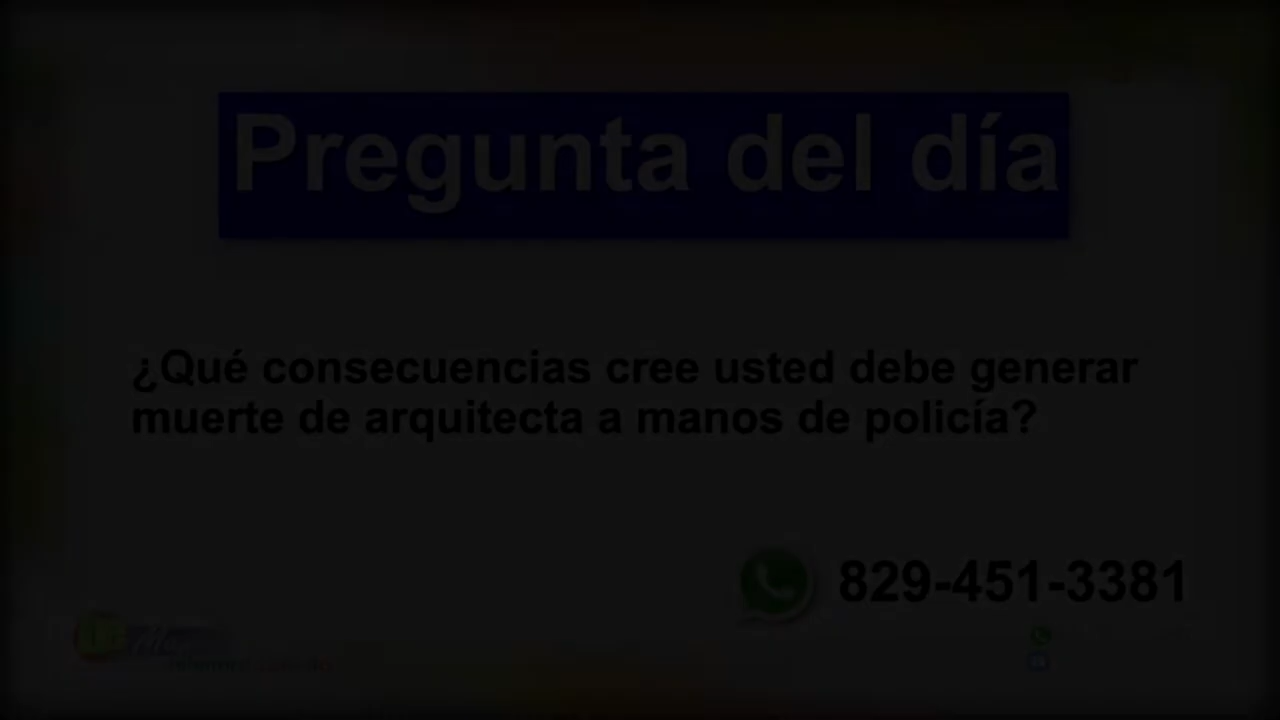 Pregunta del día
¿Qué consecuencias cree usted debe generar
muerte de arquitecta a manos de policía?
829-451-3381